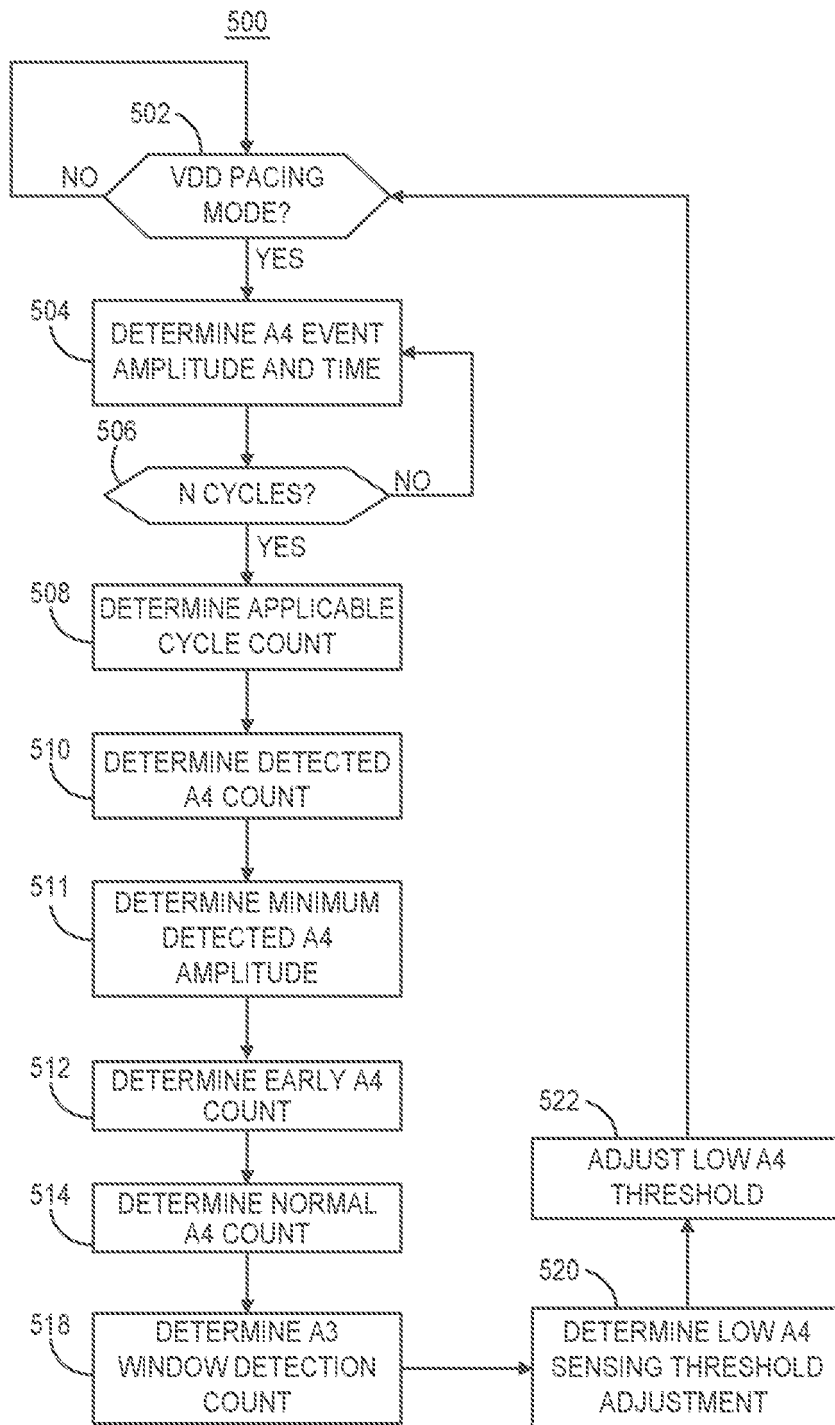 500
502
VDD PACING
MODE?
NO
YES
504
DETERMINE A4 EVENT
AMPLITUDE AND TIME
506
N CYCLES?
NO
YES
508
DETERMINE APPLICABLE
CYCLE COUNT
510
DETERMINE DETECTED
A4 COUNT
511
DETERMINE MINIMUM
DETECTED A4
AMPLITUDE
512
DETERMINE EARLY A4
COUNT
514
DETERMINE NORMAL
A4 COUNT
518
DETERMINE A3
WINDOW DETECTION
COUNT
520
DETERMINE LOW A4
SENSING THRESHOLD
ADJUSTMENT
522
ADJUST LOW A4
THRESHOLD